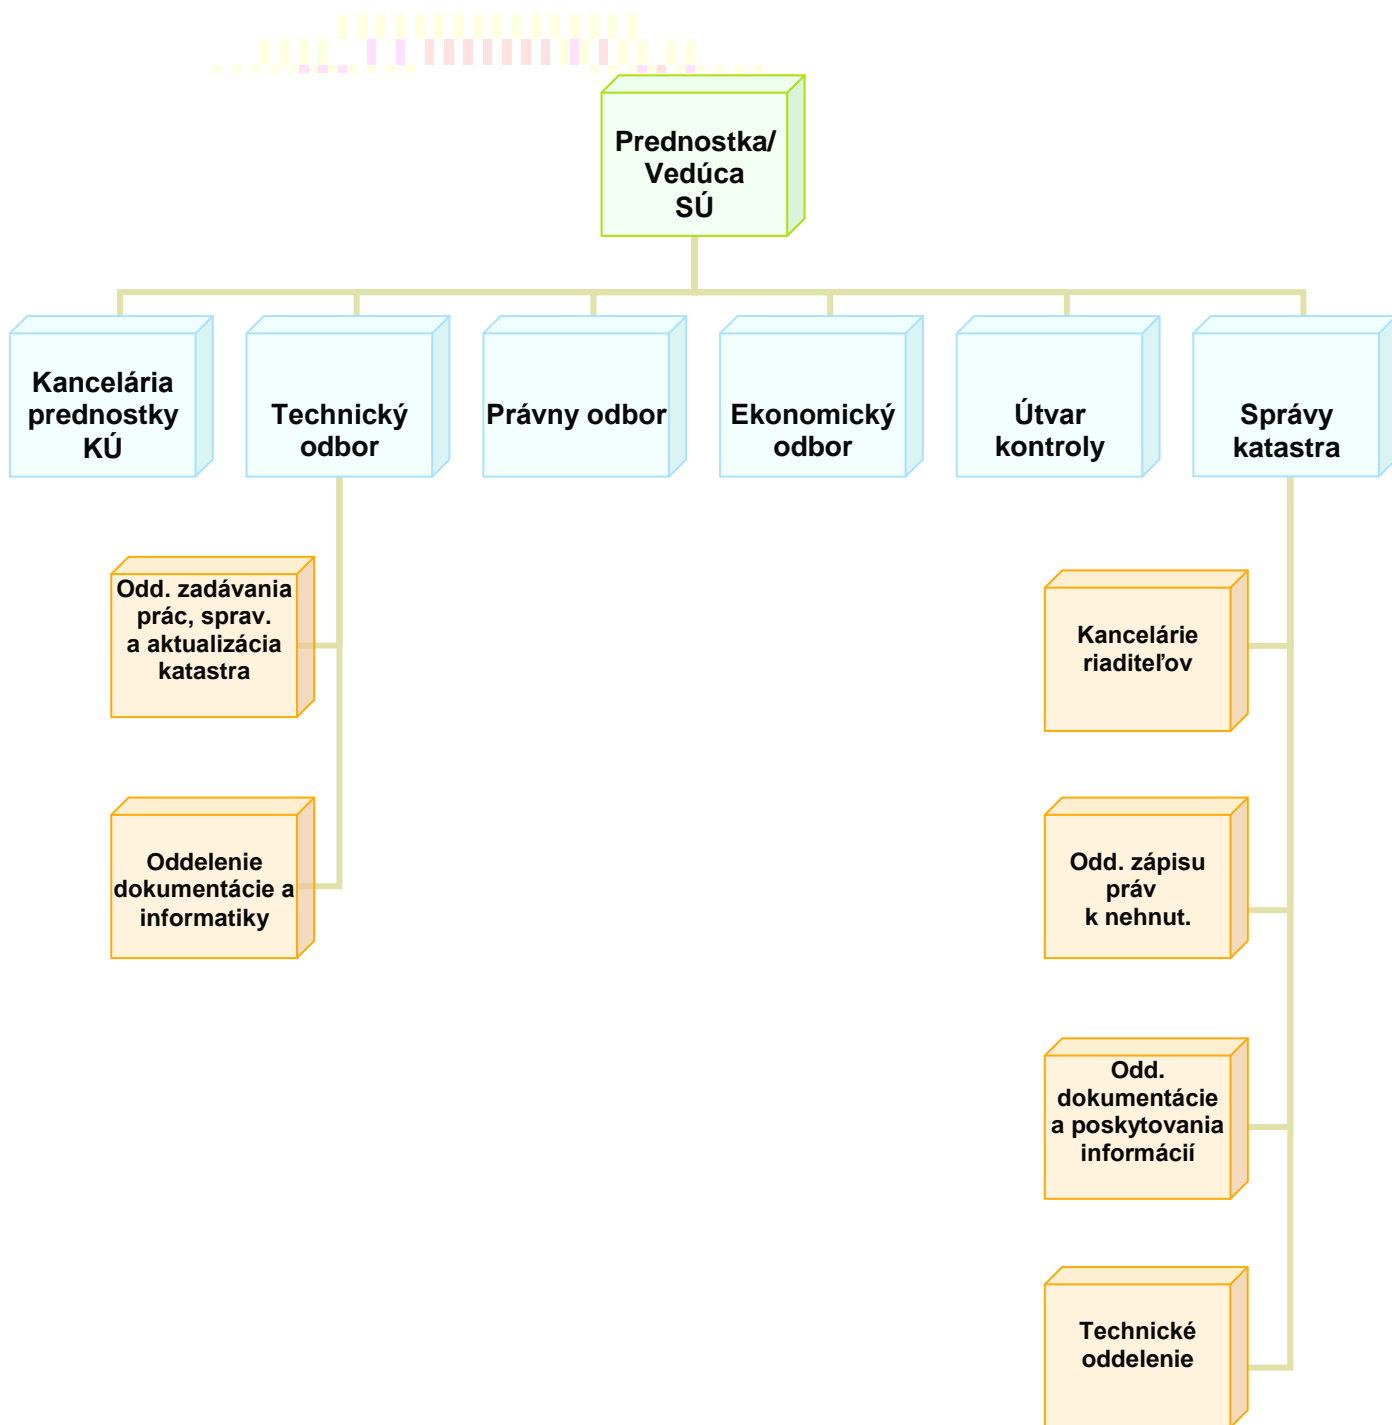 Prednostka/
Vedúca
SÚ
Kancelária
prednostky
KÚ
Technický
odbor
Právny odbor
Ekonomický
odbor
Útvar
kontroly
Správy
katastra
Odd. zadávania
prác, sprav.
a aktualizácia
katastra
Oddelenie
dokumentácie a
informatiky
Kancelárie
riaditeľov
Odd. zápisu
práv
k nehnut.
Odd.
dokumentácie
a poskytovania
informácií
Technické
oddelenie